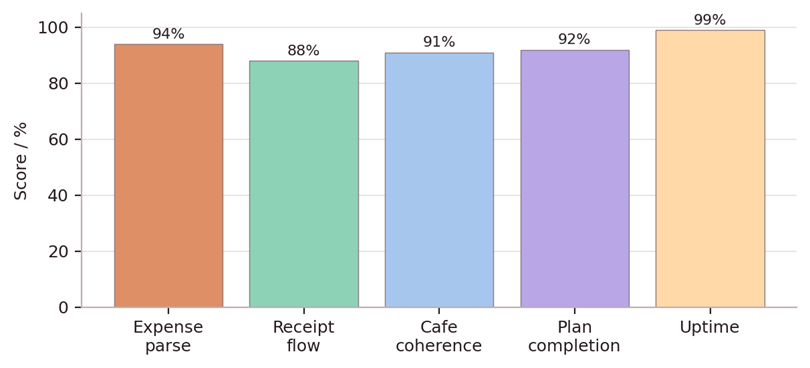 Score / %
100
80
60
40
20
0
94%
88%
91%
92%
99%
Expense
parse
Receipt
flow
Cafe
coherence
Plan
completion
Uptime